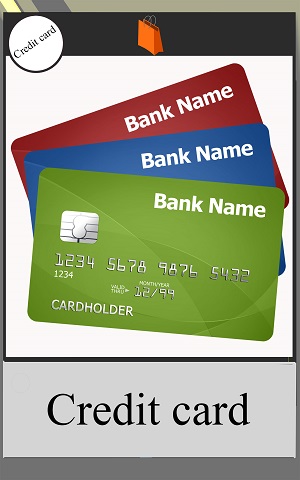 Credit card
Bank Name
Bank Name
Bank Name
1234 5678 9876 5432
1234
VALID THRU MONTH/YEAR
12/99
CARDHOLDER
Credit card